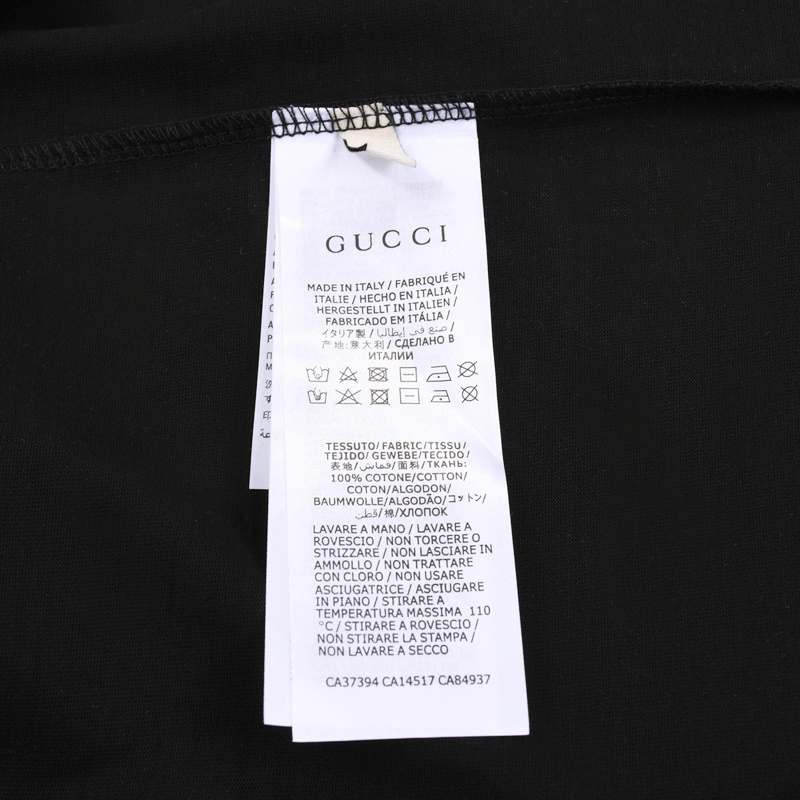 GUCCI
MADE IN ITALY / FABRIQUÉ EN
ITALIE / HECHO EN ITALIA /
HERGESTELLT IN ITALIEN /
FABRICADO EM ITÁLIA /
イタリア製 / صنع في إيطاليا /
产地:意大利 / СДЕЛАНО В
ИТАЛИИ
TESSUTO/FABRIC/TISSU/
TEJIDO/GEWEBE/TECIDO/
表地/قماش/面料/ТКАНЬ:
100% COTONE/COTTON/
COTON/ALGODON/
BAUMWOLLE/ALGODÃO/コットン/
قطن/棉/ХЛОПОК
LAVARE A MANO / LAVARE A
ROVESCIO / NON TORCERE O
STRIZZARE / NON LASCIARE IN
AMMOLLO / NON TRATTARE
CON CLORO / NON USARE
ASCIUGATRICE / ASCIUGARE
IN PIANO / STIRARE A
TEMPERATURA MASSIMA 110
°C / STIRARE A ROVESCIO /
NON STIRARE LA STAMPA /
NON LAVARE A SECCO
CA37394 CA14517 CA84937